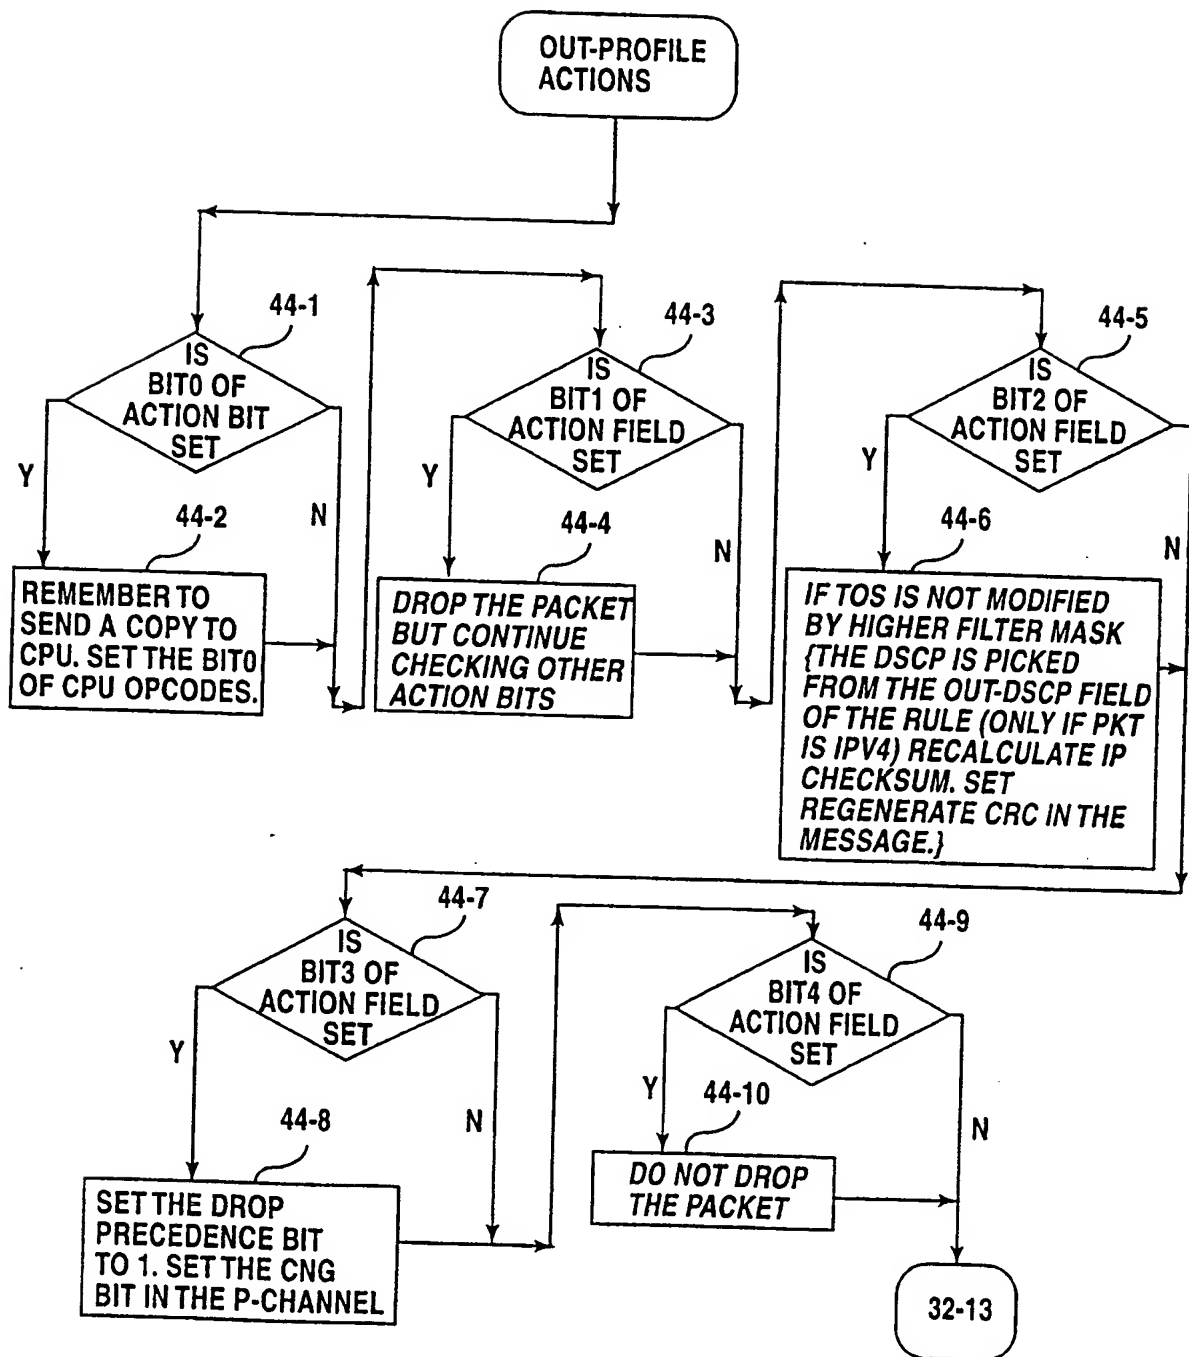 OUT-PROFILE
ACTIONS
44-1
IS
BIT0 OF
ACTION BIT
SET
Y
N
44-2
REMEMBER TO
SEND A COPY TO
CPU. SET THE BIT0
OF CPU OPCODES.
44-3
IS
BIT1 OF
ACTION FIELD
SET
Y
N
44-4
DROP THE PACKET
BUT CONTINUE
CHECKING OTHER
ACTION BITS
44-5
IS
BIT2 OF
ACTION FIELD
SET
Y
N
44-6
IF TOS IS NOT MODIFIED
BY HIGHER FILTER MASK
{THE DSCP IS PICKED
FROM THE OUT-DSCP FIELD
OF THE RULE (ONLY IF PKT
IS IPV4) RECALCULATE IP
CHECKSUM. SET
REGENERATE CRC IN THE
MESSAGE.}
44-7
IS
BIT3 OF
ACTION FIELD
SET
Y
N
44-8
SET THE DROP
PRECEDENCE BIT
TO 1. SET THE CNG
BIT IN THE P-CHANNEL
44-9
IS
BIT4 OF
ACTION FIELD
SET
Y
N
44-10
DO NOT DROP
THE PACKET
32-13